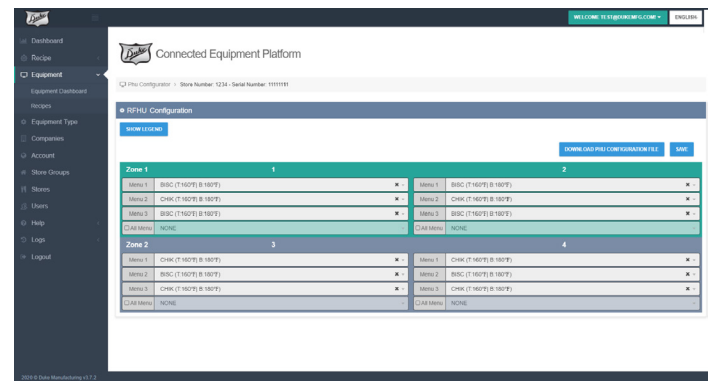 Duke
WELCOME TEST@DUKEMFG.COM!
ENGLISH
Dashboard
Recipe
Equipment
Equipment Dashboard
Recipes
Equipment Type
Companies
Account
Store Groups
Stores
Users
Help
Logs
Logout
Duke
Connected Equipment Platform
Phu Configurator > Store Number: 1234 - Serial Number: 11111111
RFHU Configuration
SHOW LEGEND
DOWNLOAD PHU CONFIGURATION FILE
SAVE
Zone 1 1 2
Menu 1 BISC (T:160°F| B:180°F) Menu 1 BISC (T:160°F| B:180°F)
Menu 2 CHIK (T:160°F| B:180°F) Menu 2 CHIK (T:160°F| B:180°F)
Menu 3 BISC (T:160°F| B:180°F) Menu 3 BISC (T:160°F| B:180°F)
All Menu NONE All Menu NONE
Zone 2 3 4
Menu 1 CHIK (T:160°F| B:180°F) Menu 1 CHIK (T:160°F| B:180°F)
Menu 2 BISC (T:160°F| B:180°F) Menu 2 BISC (T:160°F| B:180°F)
Menu 3 CHIK (T:160°F| B:180°F) Menu 3 CHIK (T:160°F| B:180°F)
All Menu NONE All Menu NONE
2020 © Duke Manufacturing v3.7.2